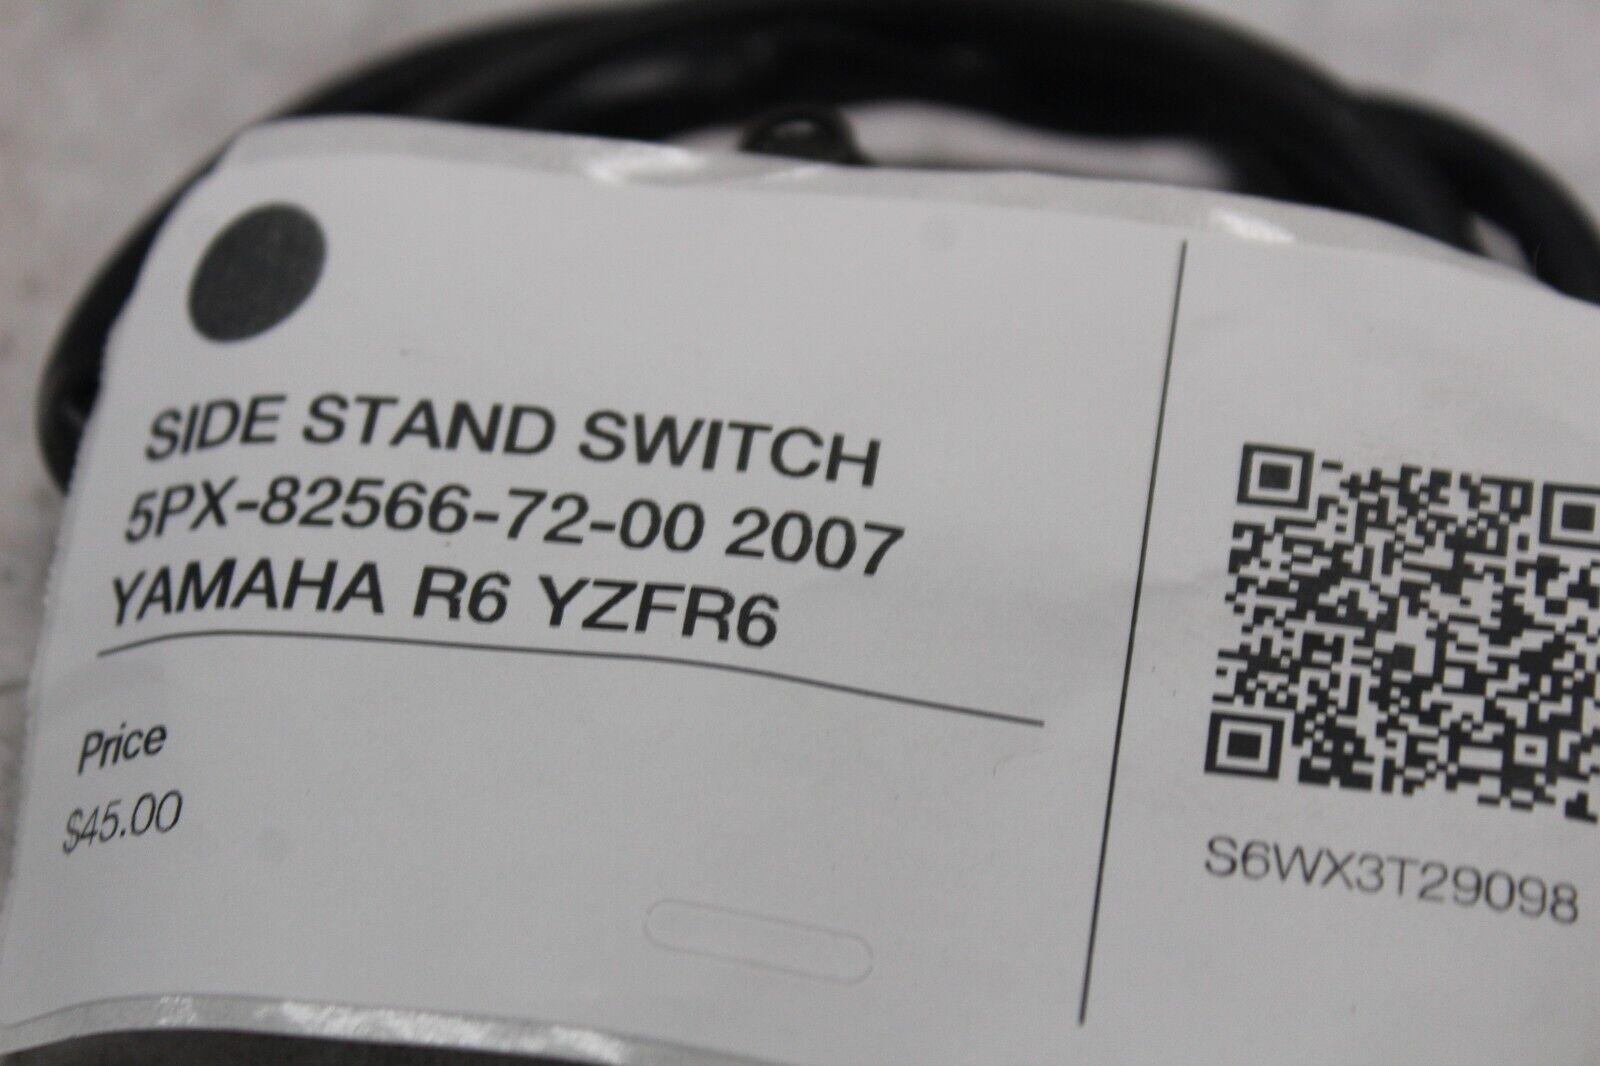 SIDE STAND SWITCH
5PX-82566-72-00 2007
YAMAHA R6 YZFR6
Price
$45.00
S6WX3T29098